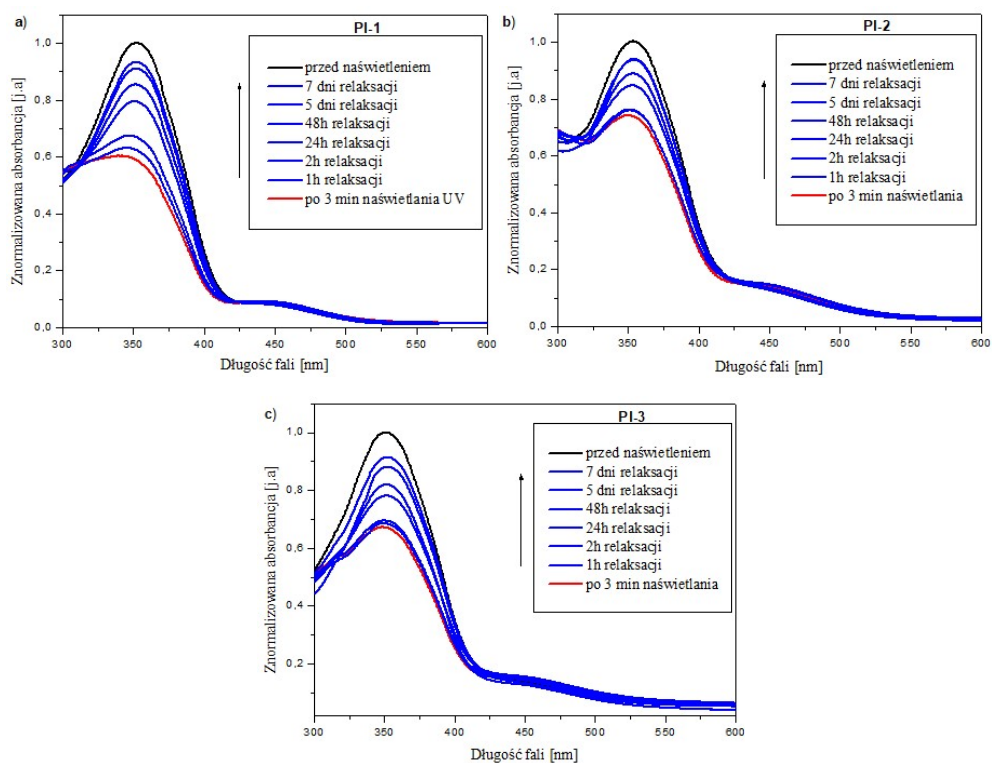 a)
PI-1
Znormalizowana absorbancja [j.a]
1,0
0,8
0,6
0,4
0,2
0,0
przed naświetleniem
7 dni relaksacji
5 dni relaksacji
48h relaksacji
24h relaksacji
2h relaksacji
1h relaksacji
po 3 min naświetlania UV
300 350 400 450 500 550 600
Długość fali [nm]
b)
PI-2
Znormalizowana absorbancja [j.a]
1,0
0,8
0,6
0,4
0,2
0,0
przed naświetleniem
7 dni relaksacji
5 dni relaksacji
48h relaksacji
24h relaksacji
2h relaksacji
1h relaksacji
po 3 min naświetlania
300 350 400 450 500 550 600
Długość fali [nm]
c)
PI-3
Znormalizowana absorbancja [j.a]
1,0
0,8
0,6
0,4
0,2
przed naświetleniem
7 dni relaksacji
5 dni relaksacji
48h relaksacji
24h relaksacji
2h relaksacji
1h relaksacji
po 3 min naświetlania
300 350 400 450 500 550 600
Długość fali [nm]